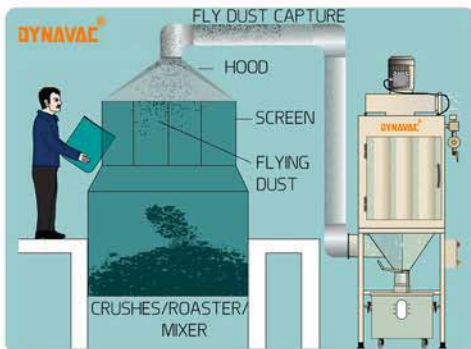 DYNAVAC®
FLY DUST CAPTURE
HOOD
SCREEN
FLYING
DUST
CRUSHES/ROASTER/
MIXER
DYNAVAC®